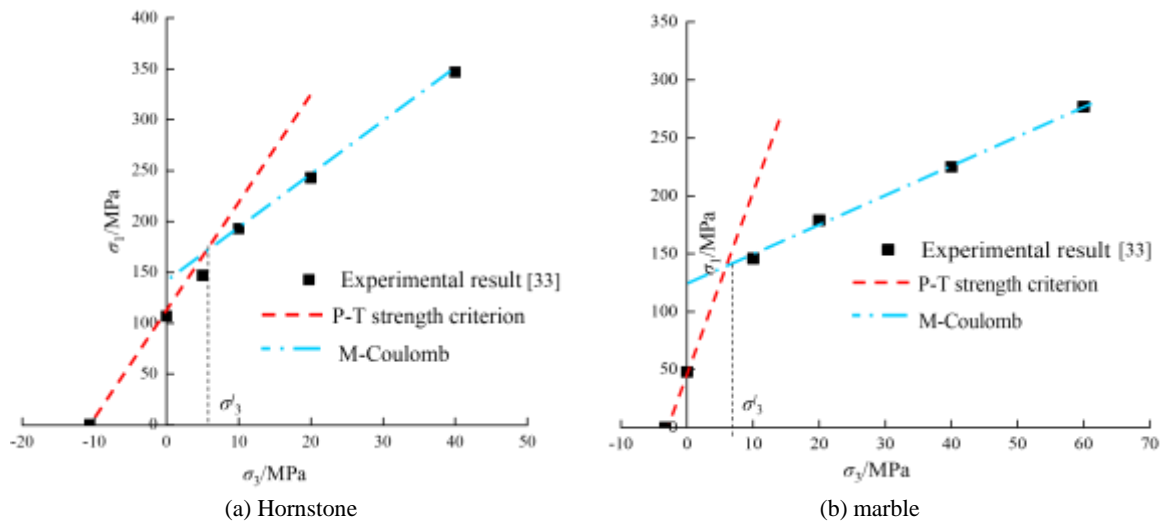 400
350
300
250
200
150
100
50
0
σ₁/MPa
Experimental result [33]
P-T strength criterion
M-Coulomb
σᴵ₃
-20 -10 0 10 20 30 40 50
σ₃/MPa
(a) Hornstone
350
300
250
200
150
100
50
0
σ₁/MPa
Experimental result [33]
P-T strength criterion
M-Coulomb
σᴵ₃
-10 0 10 20 30 40 50 60 70
σ₃/MPa
(b) marble